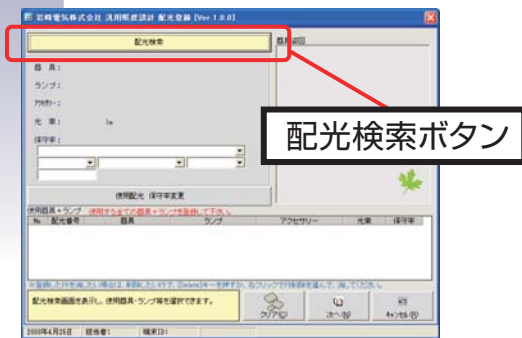 岩崎電気株式会社 汎用照度設計 配光登録 [Ver.1.0.0]
配光検索
器具姿図
器 具:
ランプ:
ｱｸｾｻﾘｰ:
光 束: lm
保守率:
配光検索ボタン
使用配光 保守率変更
使用器具+ランプ 使用する全ての器具+ランプを登録して下さい。
No 配光番号 器具 ランプ アクセサリー 光束 保守率
配光検索画面を表示し、使用器具・ランプ等を選択できます。
クリア(C) 次へ(N) キャンセル(E)
2008年4月25日 担当者: 端末ID: